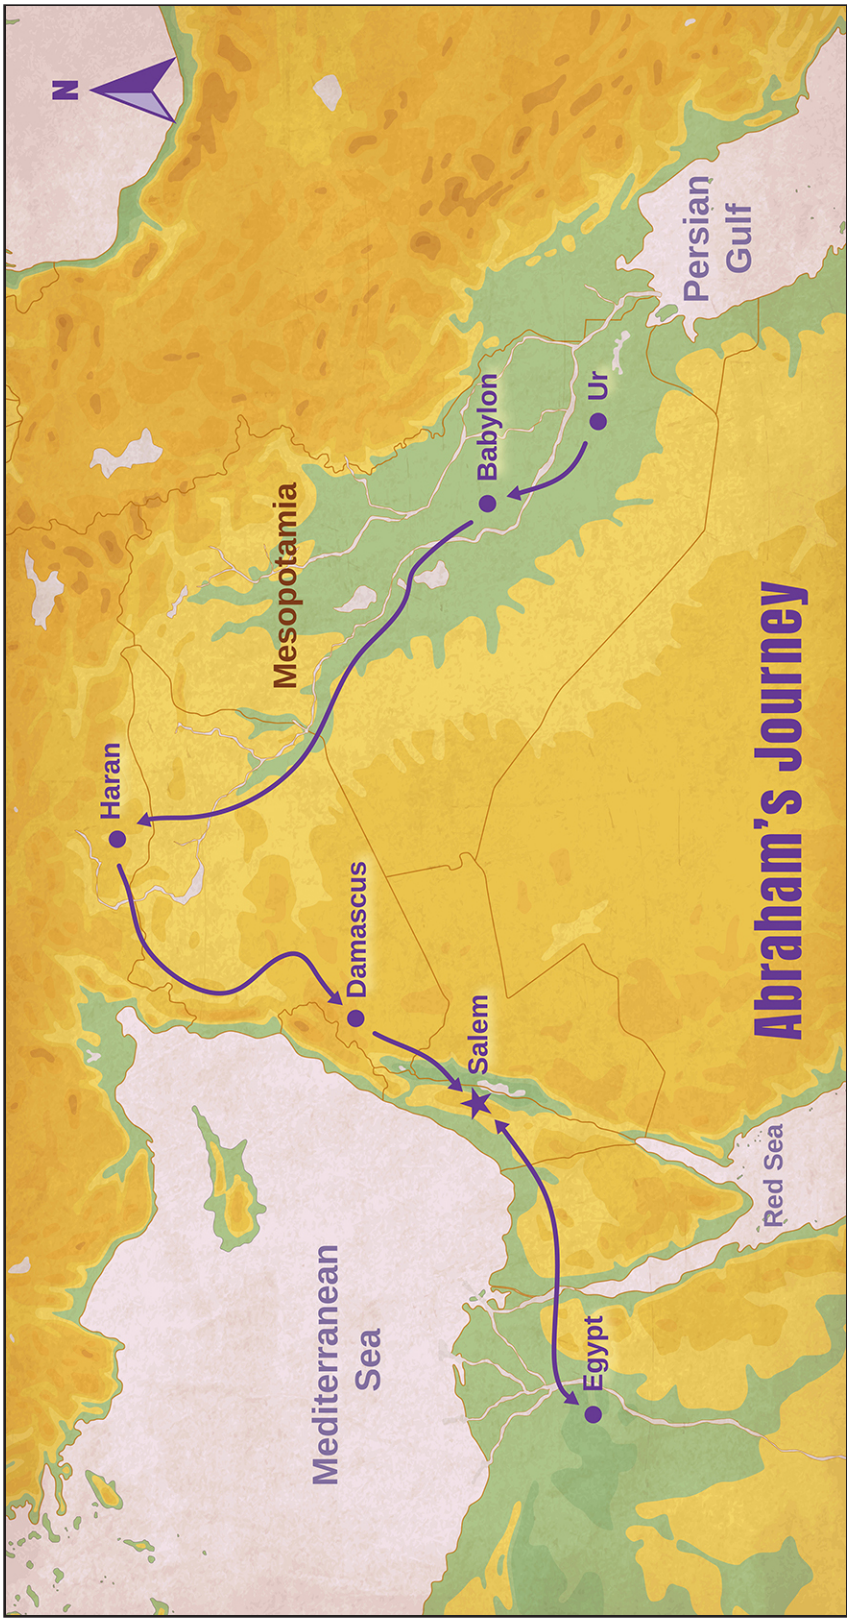 N
Mediterranean
Sea
Egypt
Red Sea
Salem
Damascus
Haran
Mesopotamia
Babylon
Ur
Persian
Gulf
Abraham’s Journey